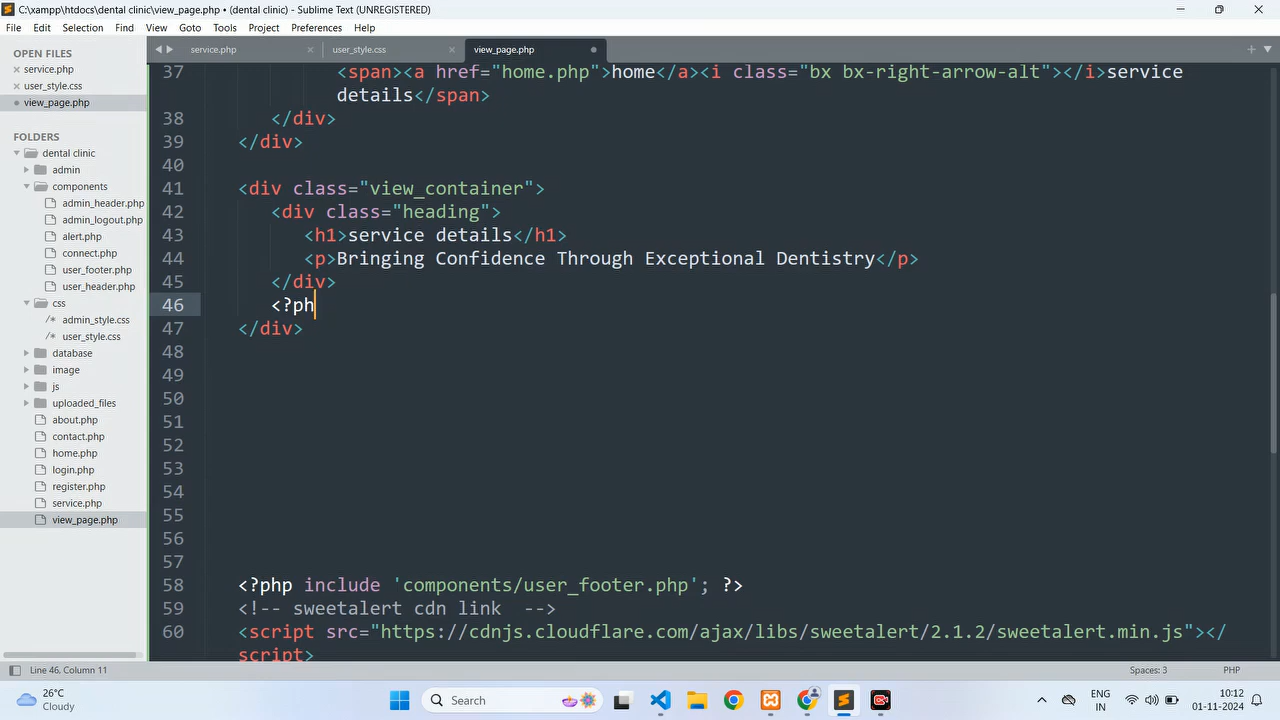 C:\xampp\htdocs\dental clinic\view_page.php • (dental clinic) - Sublime Text (UNREGISTERED)
File Edit Selection Find View Goto Tools Project Preferences Help
OPEN FILES
service.php
user_style.css
view_page.php
FOLDERS
dental clinic
admin
components
admin_header.php
admin_logout.php
alert.php
connect.php
user_footer.php
user_header.php
css
admin_style.css
user_style.css
database
image
js
uploaded_files
about.php
contact.php
home.php
login.php
register.php
service.php
view_page.php
service.php user_style.css view_page.php
37 <span><a href="home.php">home</a><i class="bx bx-right-arrow-alt"></i>service
details</span>
38 </div>
39 </div>
40
41 <div class="view_container">
42 <div class="heading">
43 <h1>service details</h1>
44 <p>Bringing Confidence Through Exceptional Dentistry</p>
45 </div>
46 <?ph
47 </div>
48
49
50
51
52
53
54
55
56
57
58 <?php include 'components/user_footer.php'; ?>
59 <!-- sweetalert cdn link  -->
60 <script src="https://cdnjs.cloudflare.com/ajax/libs/sweetalert/2.1.2/sweetalert.min.js"></
script>
Line 46, Column 11 Spaces: 3 PHP
26°C
Cloudy
Search
ENG
IN
10:12
01-11-2024